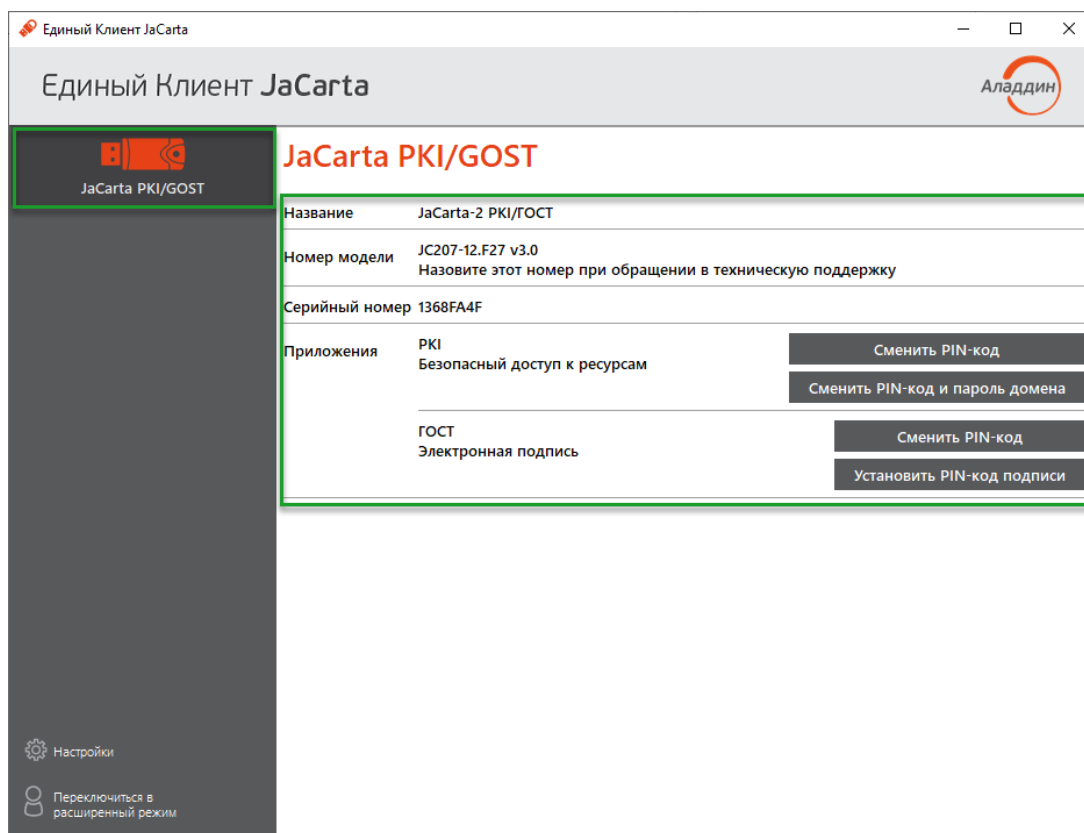 Единый Клиент JaCarta
Единый Клиент JaCarta
Аладдин
JaCarta PKI/GOST
JaCarta PKI/GOST
Название JaCarta-2 PKI/ГОСТ
Номер модели JC207-12.F27 v3.0
Назовите этот номер при обращении в техническую поддержку
Серийный номер 1368FA4F
Приложения PKI
Безопасный доступ к ресурсам
Сменить PIN-код
Сменить PIN-код и пароль домена
ГОСТ
Электронная подпись
Сменить PIN-код
Установить PIN-код подписи
Настройки
Переключиться в
расширенный режим